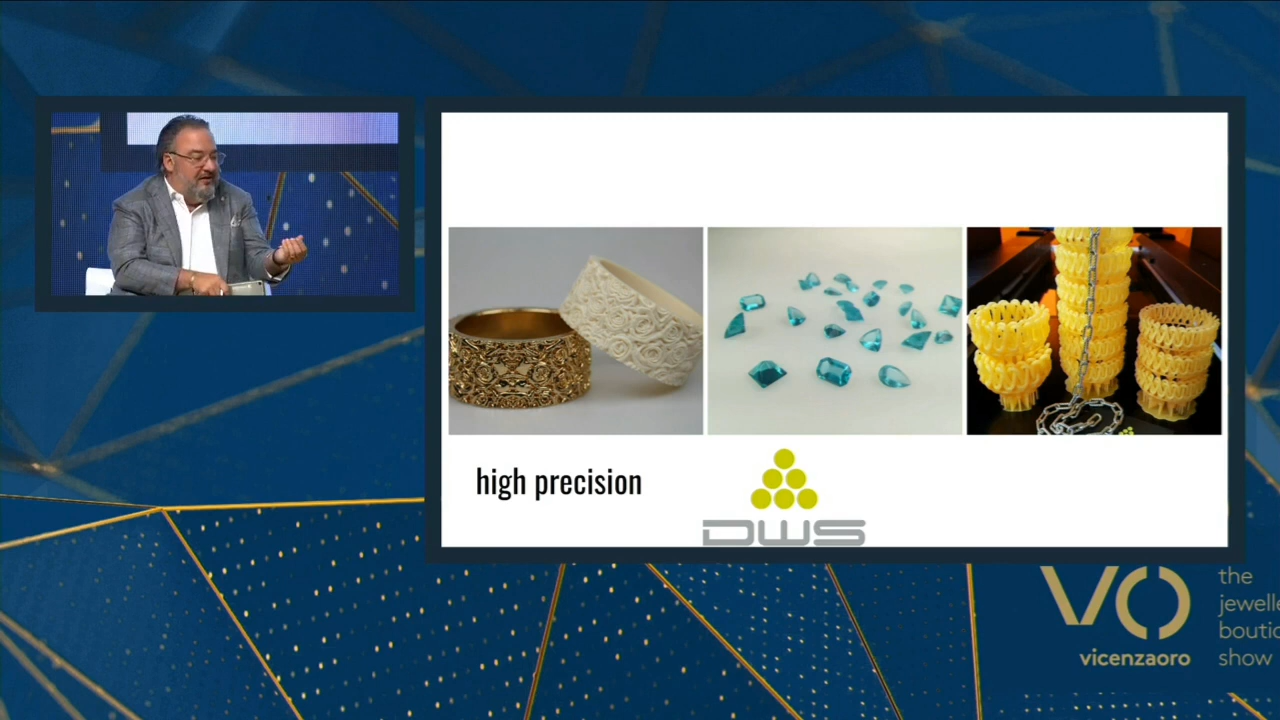 high precision
DWS
VO
vicenzaoro
the
jewelle
boutic
show